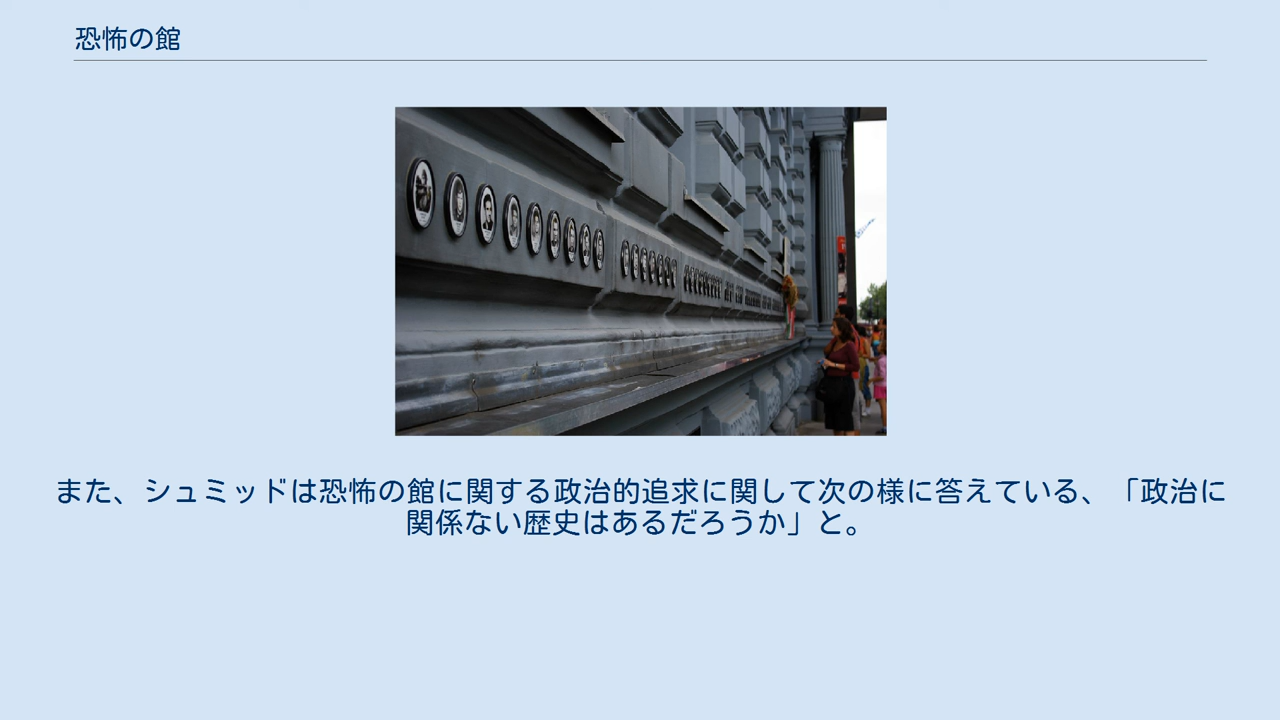 恐怖の館
また、シュミッドは恐怖の館に関する政治的追求に関して次の様に答えている、「政治に
関係ない歴史はあるだろうか」と。